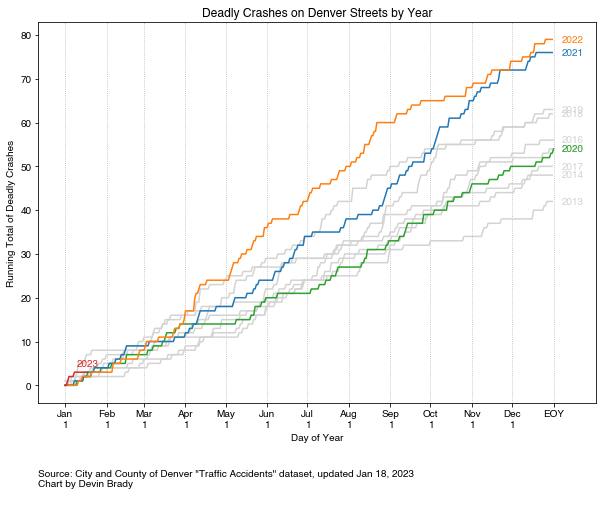 Deadly Crashes on Denver Streets by Year
Running Total of Deadly Crashes
80
70
60
50
40
30
20
10
0
2022
2021
2019
2018
2016
2020
2017
2014
2013
2023
Jan Feb Mar Apr May Jun Jul Aug Sep Oct Nov Dec EOY
1 1 1 1 1 1 1 1 1 1 1 1
Day of Year
Source: City and County of Denver "Traffic Accidents" dataset, updated Jan 18, 2023
Chart by Devin Brady